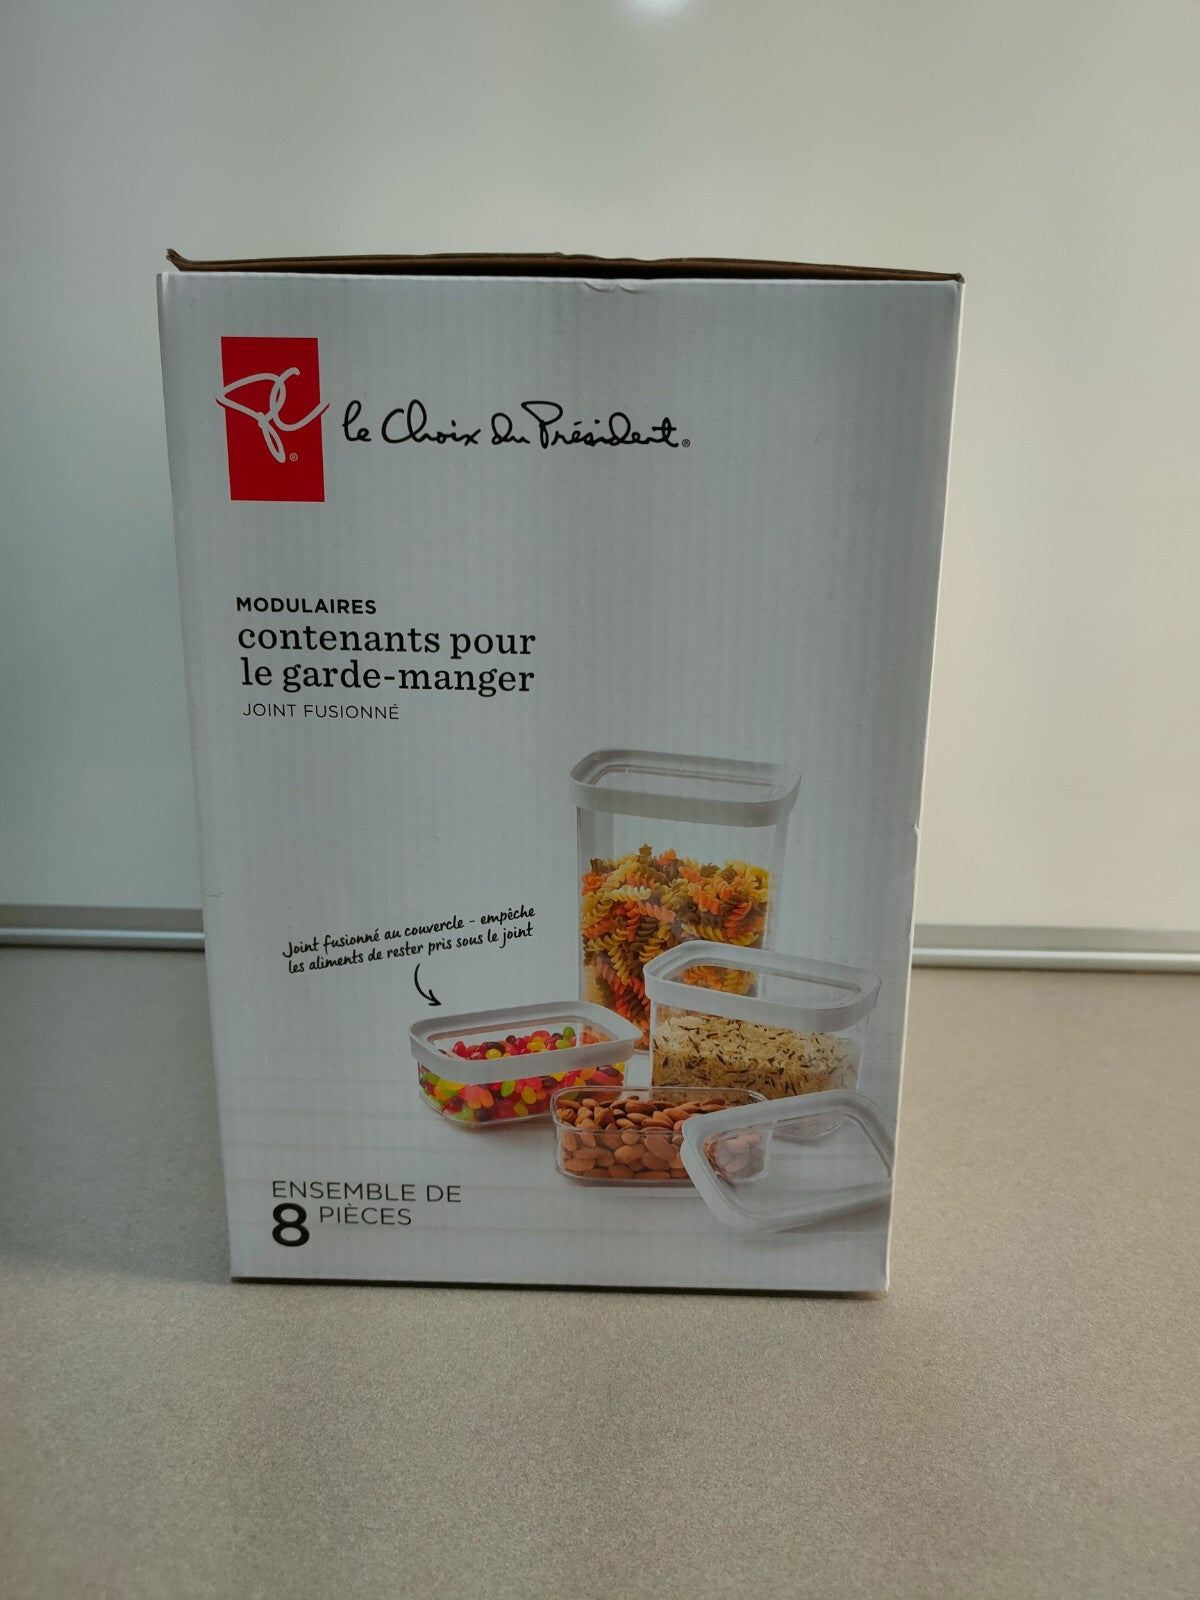 le Choix du Président®
MODULAIRES
contenants pour
le garde-manger
JOINT FUSIONNÉ
Joint fusionné au couvercle - empêche
les aliments de rester pris sous le joint
ENSEMBLE DE
8 PIÈCES